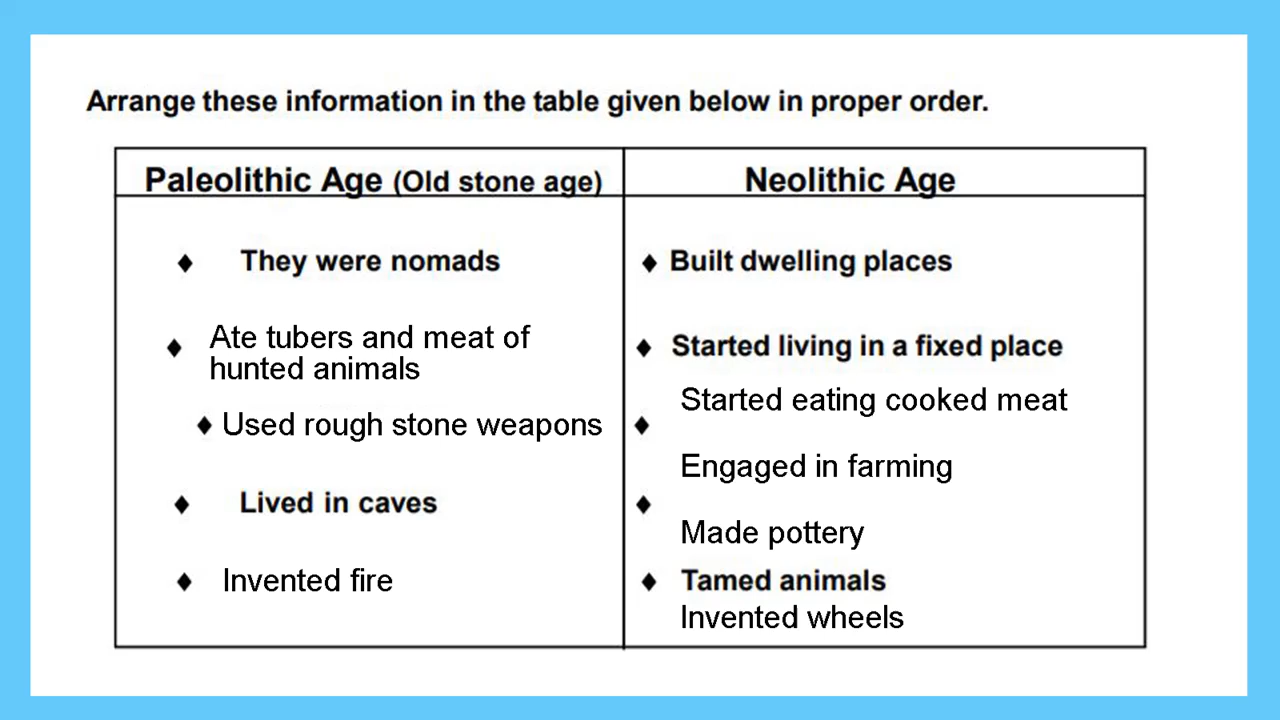 Arrange these information in the table given below in proper order.
Paleolithic Age (Old stone age)
Neolithic Age
♦ They were nomads
♦ Ate tubers and meat of
hunted animals
♦ Used rough stone weapons
♦ Lived in caves
♦ Invented fire
♦ Built dwelling places
♦ Started living in a fixed place
Started eating cooked meat
♦
Engaged in farming
♦
Made pottery
♦ Tamed animals
Invented wheels